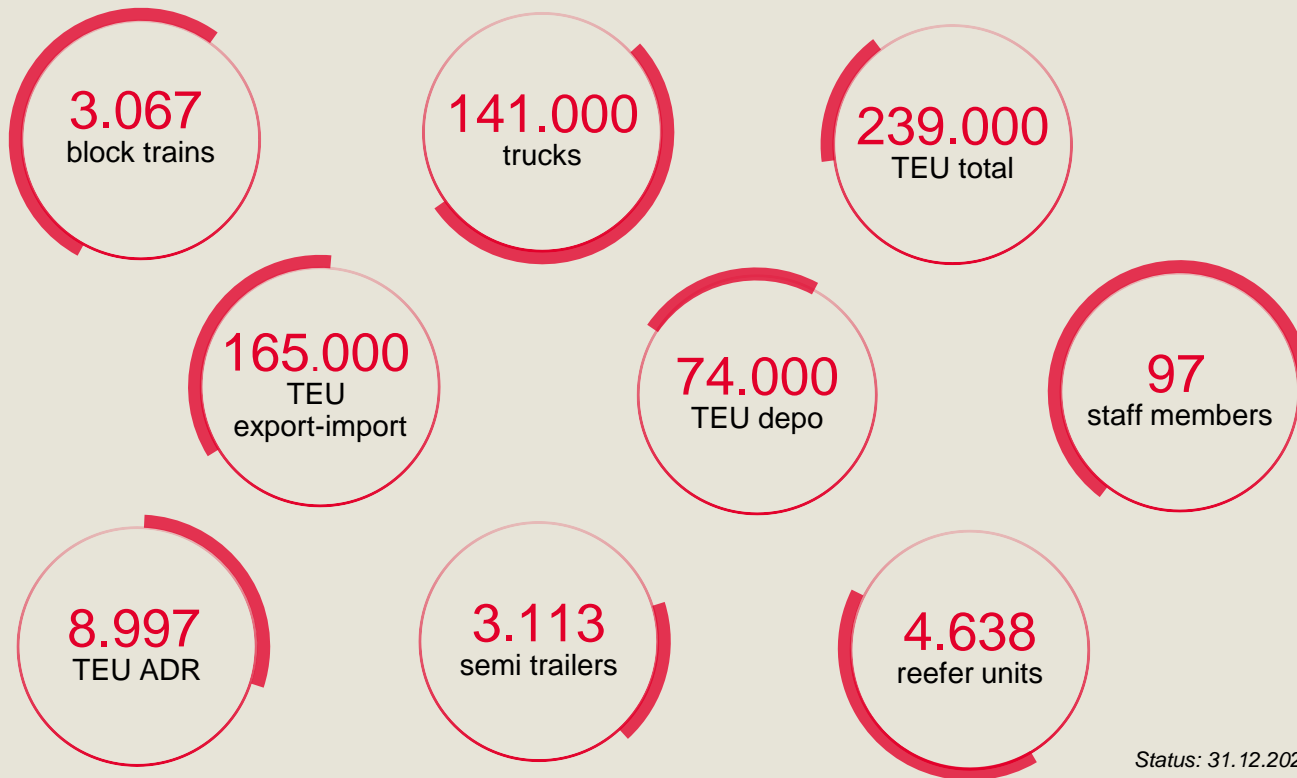 3.067
block trains
141.000
trucks
239.000
TEU total
165.000
TEU
export-import
74.000
TEU depo
97
staff members
8.997
TEU ADR
3.113
semi trailers
4.638
reefer units
Status: 31.12.202